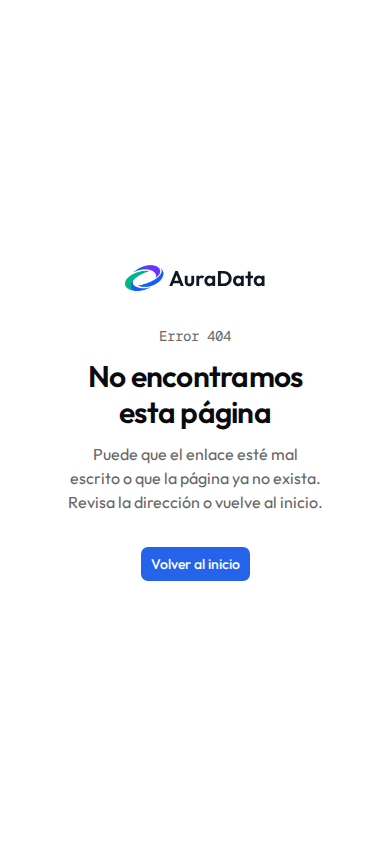 AuraData
Error 404
No encontramos
esta página
Puede que el enlace esté mal
escrito o que la página ya no exista.
Revisa la dirección o vuelve al inicio.
Volver al inicio